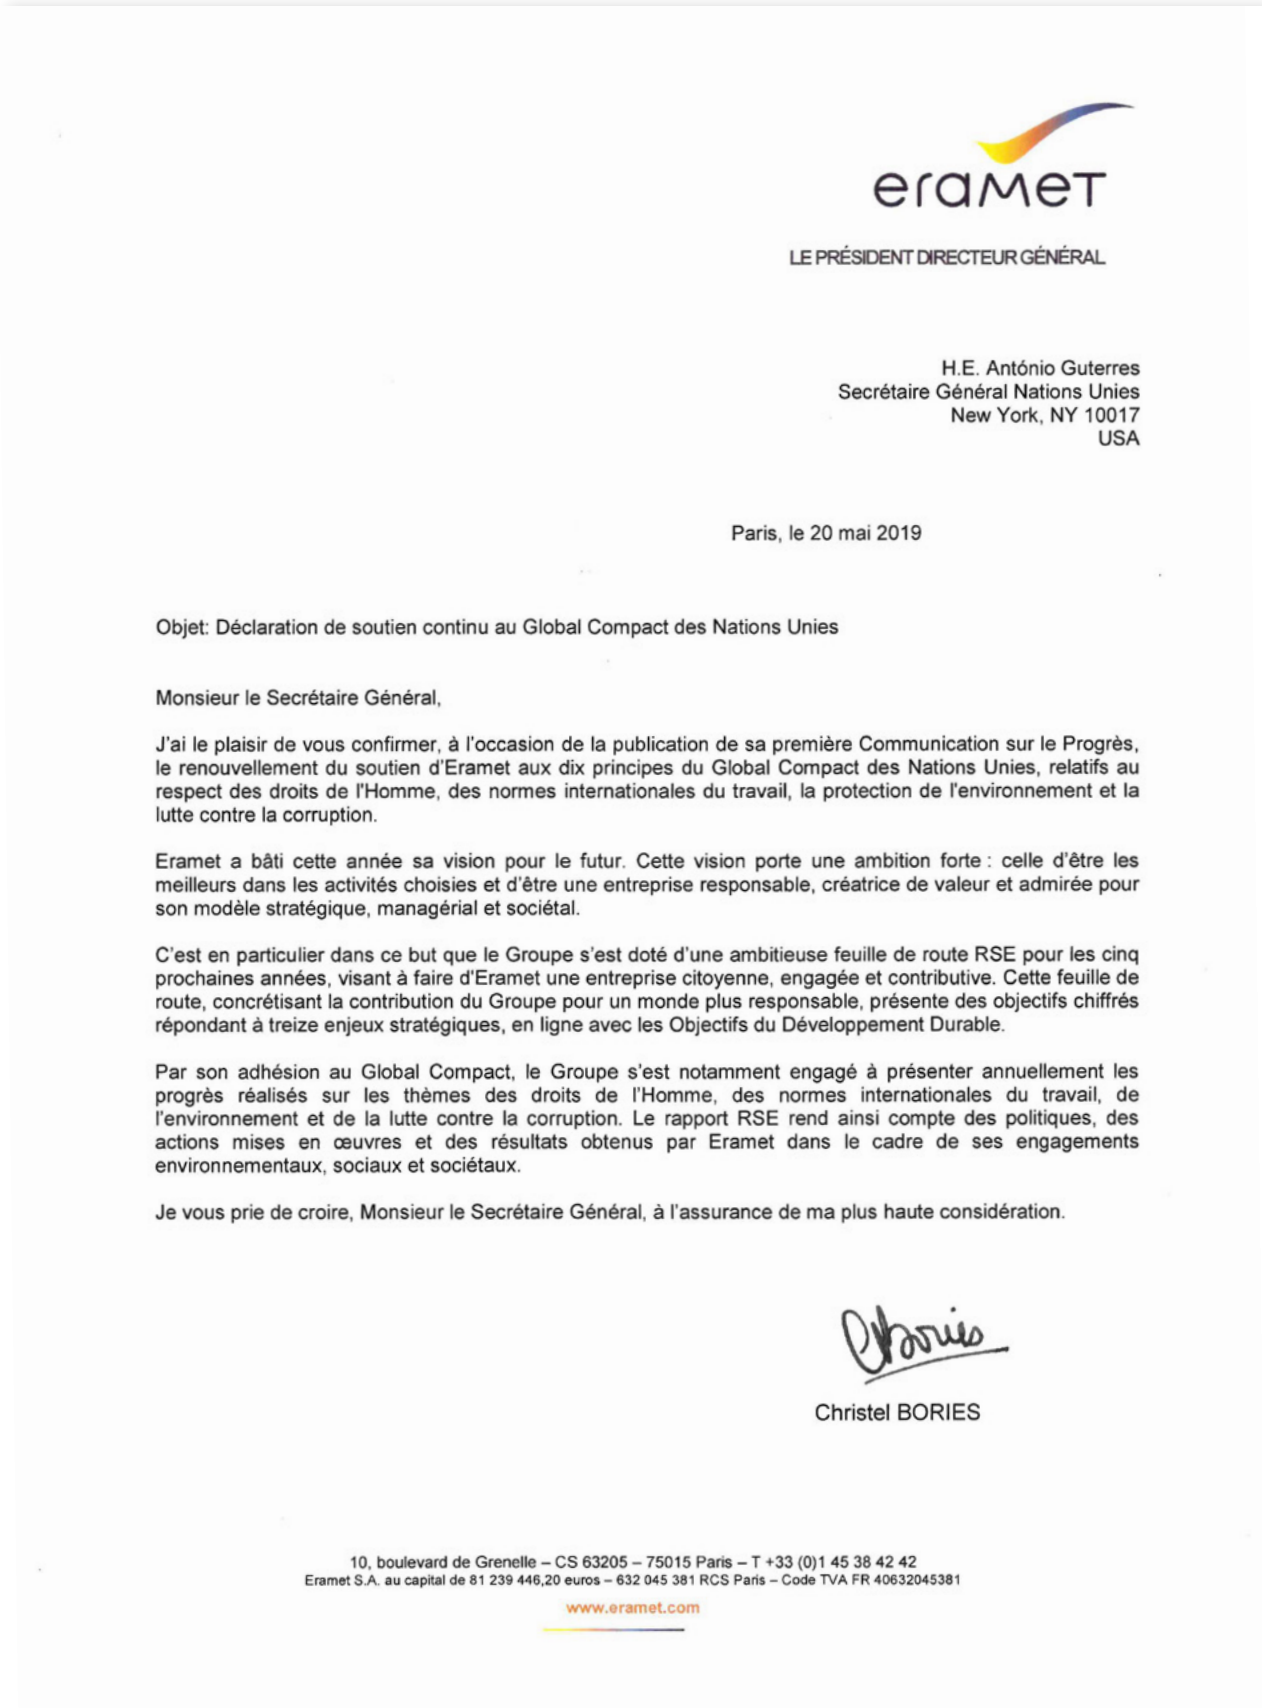 eramet
LE PRÉSIDENT DIRECTEUR GÉNÉRAL
H.E. António Guterres
Secrétaire Général Nations Unies
New York, NY 10017
USA
Paris, le 20 mai 2019
Objet: Déclaration de soutien continu au Global Compact des Nations Unies
Monsieur le Secrétaire Général,
J'ai le plaisir de vous confirmer, à l'occasion de la publication de sa première Communication sur le Progrès,
le renouvellement du soutien d'Eramet aux dix principes du Global Compact des Nations Unies, relatifs au
respect des droits de l'Homme, des normes internationales du travail, la protection de l'environnement et la
lutte contre la corruption.
Eramet a bâti cette année sa vision pour le futur. Cette vision porte une ambition forte : celle d'être les
meilleurs dans les activités choisies et d'être une entreprise responsable, créatrice de valeur et admirée pour
son modèle stratégique, managérial et sociétal.
C'est en particulier dans ce but que le Groupe s'est doté d'une ambitieuse feuille de route RSE pour les cinq
prochaines années, visant à faire d'Eramet une entreprise citoyenne, engagée et contributive. Cette feuille de
route, concrétisant la contribution du Groupe pour un monde plus responsable, présente des objectifs chiffrés
répondant à treize enjeux stratégiques, en ligne avec les Objectifs du Développement Durable.
Par son adhésion au Global Compact, le Groupe s'est notamment engagé à présenter annuellement les
progrès réalisés sur les thèmes des droits de l'Homme, des normes internationales du travail, de
l'environnement et de la lutte contre la corruption. Le rapport RSE rend ainsi compte des politiques, des
actions mises en œuvres et des résultats obtenus par Eramet dans le cadre de ses engagements
environnementaux, sociaux et sociétaux.
Je vous prie de croire, Monsieur le Secrétaire Général, à l'assurance de ma plus haute considération.
CBories
Christel BORIES
10, boulevard de Grenelle – CS 63205 – 75015 Paris – T +33 (0)1 45 38 42 42
Eramet S.A. au capital de 81 239 446,20 euros – 632 045 381 RCS Paris – Code TVA FR 40632045381
www.eramet.com